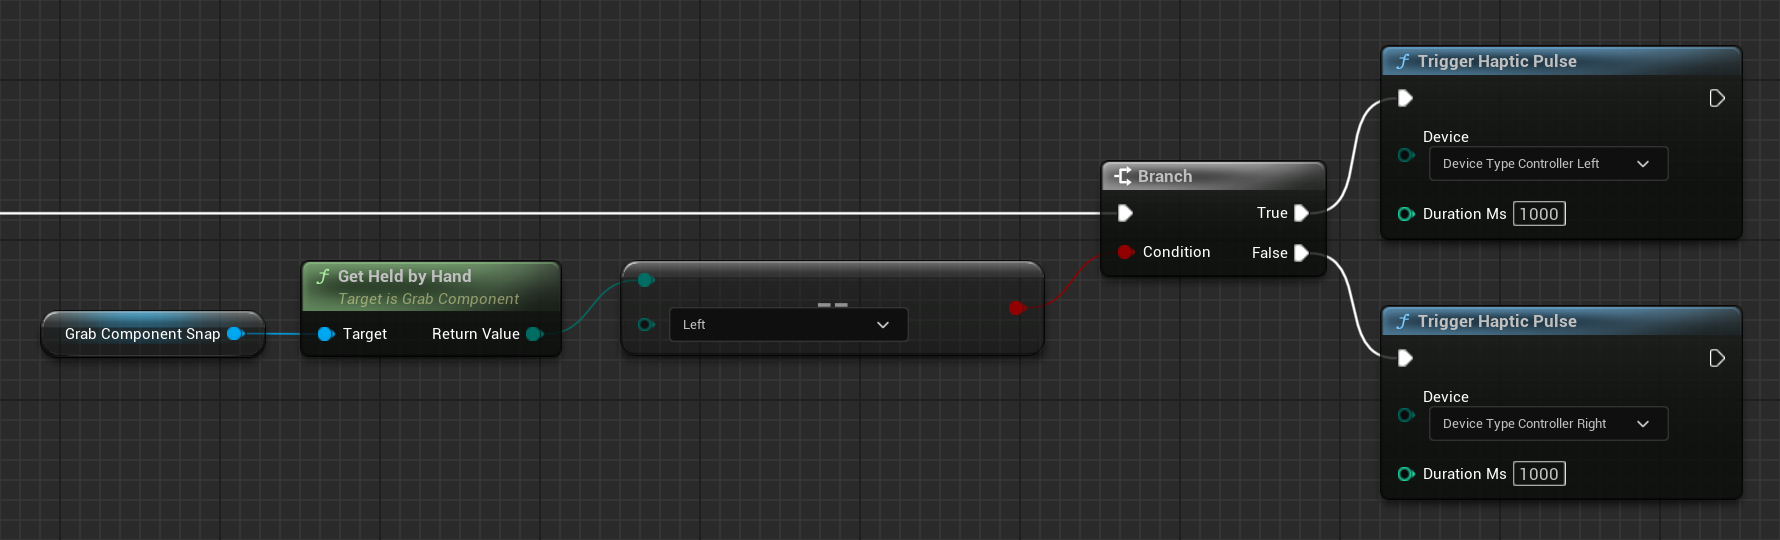 Trigger Haptic Pulse
Device
Device Type Controller Left
Duration Ms 1000
Branch
True
Condition
False
Get Held by Hand
Target is Grab Component
Grab Component Snap
Target
Return Value
Left
==
Trigger Haptic Pulse
Device
Device Type Controller Right
Duration Ms 1000